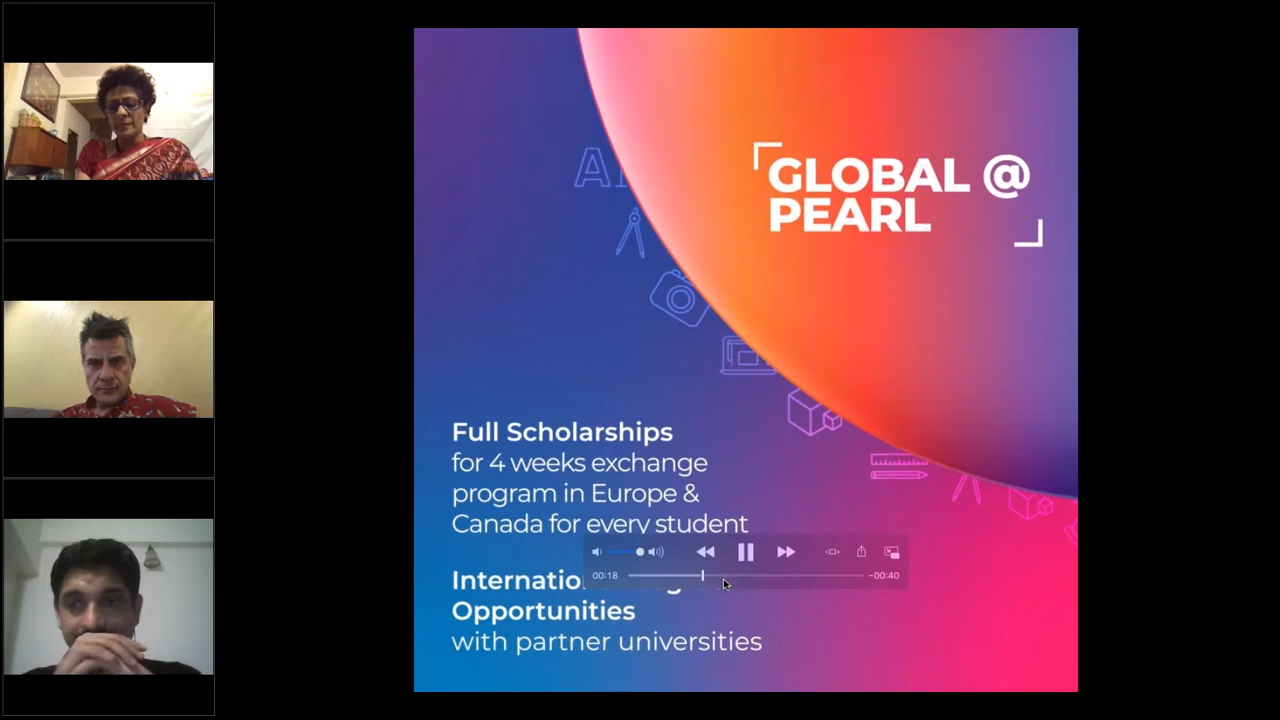 GLOBAL @
PEARL
Full Scholarships
for 4 weeks exchange
program in Europe &
Canada for every student
00:18
-00:40
Opportunities
with partner universities